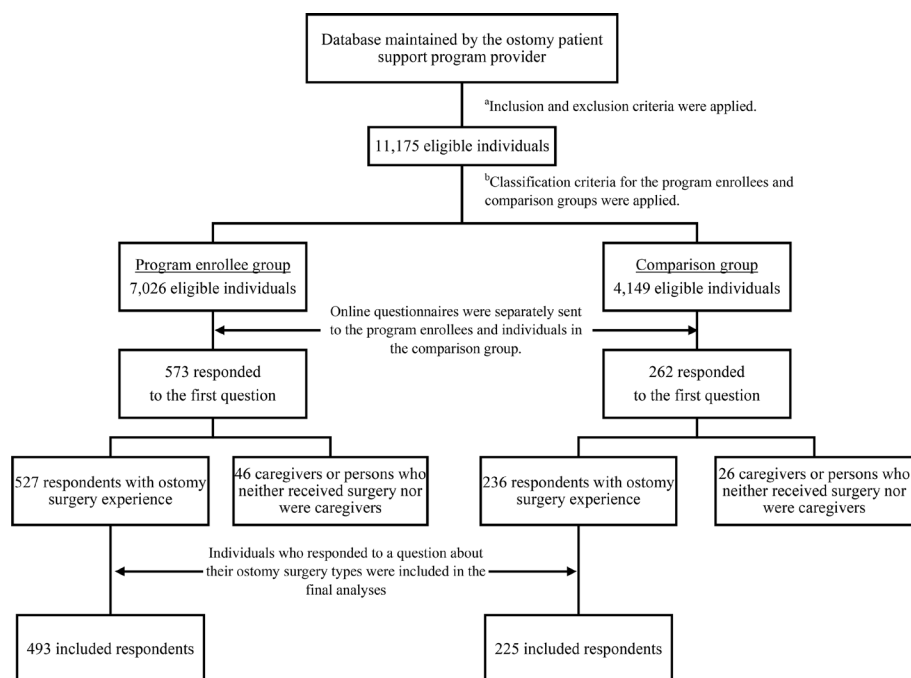 Database maintained by the ostomy patient
support program provider
aInclusion and exclusion criteria were applied.
11,175 eligible individuals
bClassification criteria for the program enrollees and
comparison groups were applied.
Program enrollee group
7,026 eligible individuals
Comparison group
4,149 eligible individuals
Online questionnaires were separately sent
to the program enrollees and individuals in
the comparison group.
573 responded
to the first question
262 responded
to the first question
527 respondents with ostomy
surgery experience
46 caregivers or persons who
neither received surgery nor
were caregivers
236 respondents with ostomy
surgery experience
26 caregivers or persons who
neither received surgery nor
were caregivers
Individuals who responded to a question about
their ostomy surgery types were included in the
final analyses
493 included respondents
225 included respondents